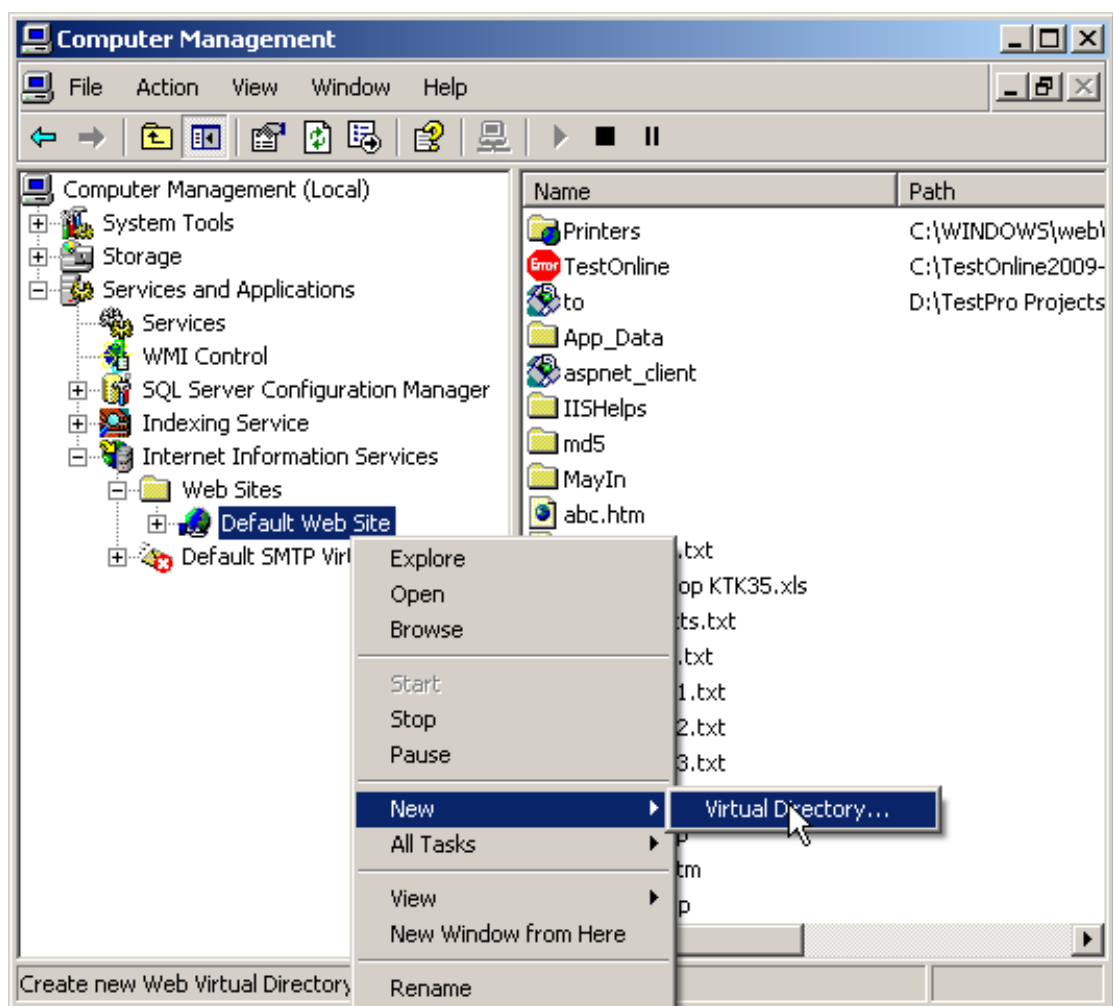 Computer Management
File Action View Window Help
Computer Management (Local)
System Tools
Storage
Services and Applications
Services
WMI Control
SQL Server Configuration Manager
Indexing Service
Internet Information Services
Web Sites
Default Web Site
Default SMTP Vir
Name Path
Printers C:\WINDOWS\web\
Error TestOnline C:\TestOnline2009-
to D:\TestPro Projects
App_Data
aspnet_client
IISHelps
md5
MayIn
abc.htm
.txt
op KTK35.xls
ts.txt
.txt
1.txt
2.txt
3.txt
p
tm
p
Explore
Open
Browse
Start
Stop
Pause
New
All Tasks
View
New Window from Here
Rename
Virtual Directory...
Create new Web Virtual Directory